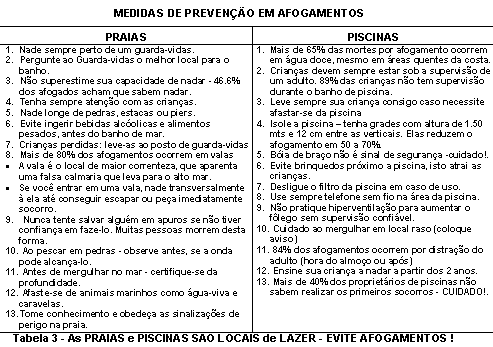 MEDIDAS DE PREVENÇÃO EM AFOGAMENTOS
PRAIAS
1. Nade sempre perto de um guarda-vidas.
2. Pergunte ao Guarda-vidas o melhor local para o
banho.
3. Não superestime sua capacidade de nadar - 46.6%
dos afogados acham que sabem nadar.
4. Tenha sempre atenção com as crianças.
5. Nade longe de pedras, estacas ou piers.
6. Evite ingerir bebidas alcoólicas e alimentos
pesados, antes do banho de mar.
7. Crianças perdidas: leve-as ao posto de guarda-vidas
8. Mais de 80% dos afogamentos ocorrem em valas
• A vala é o local de maior correnteza, que aparenta
uma falsa calmaria que leva para o alto mar.
• Se você entrar em uma vala, nade transversalmente
à ela até conseguir escapar ou peça imediatamente
socorro.
9. Nunca tente salvar alguém em apuros se não tiver
confiança em faze-lo. Muitas pessoas morrem desta
forma.
10. Ao pescar em pedras - observe antes, se a onda
pode alcança-lo.
11. Antes de mergulhar no mar - certifique-se da
profundidade.
12. Afaste-se de animais marinhos como água-viva e
caravelas.
13. Tome conhecimento e obedeça as sinalizações de
perigo na praia.
PISCINAS
1. Mais de 65% das mortes por afogamento ocorrem
em água doce, mesmo em áreas quentes da costa.
2. Crianças devem sempre estar sob a supervisão de
um adulto. 89% das crianças não tem supervisão
durante o banho de piscina.
3. Leve sempre sua criança consigo caso necessite
afastar-se da piscina
4. Isole a piscina – tenha grades com altura de 1.50
mts e 12 cm entre as verticais. Elas reduzem o
afogamento em 50 a 70%.
5. Bóia de braço não é sinal de segurança -cuidado!.
6. Evite brinquedos próximo a piscina, isto atrai as
crianças.
7. Desligue o filtro da piscina em caso de uso.
8. Use sempre telefone sem fio na área da piscina.
9. Não pratique hiperventilação para aumentar o
fôlego sem supervisão confiável.
10. Cuidado ao mergulhar em local raso (coloque
aviso)
11. 84% dos afogamentos ocorrem por distração do
adulto (hora do almoço ou após)
12. Ensine sua criança a nadar a partir dos 2 anos.
13. Mais de 40% dos proprietários de piscinas não
sabem realizar os primeiros socorros - CUIDADO!.
Tabela 3 - As PRAIAS e PISCINAS SAO LOCAIS de LAZER - EVITE AFOGAMENTOS !